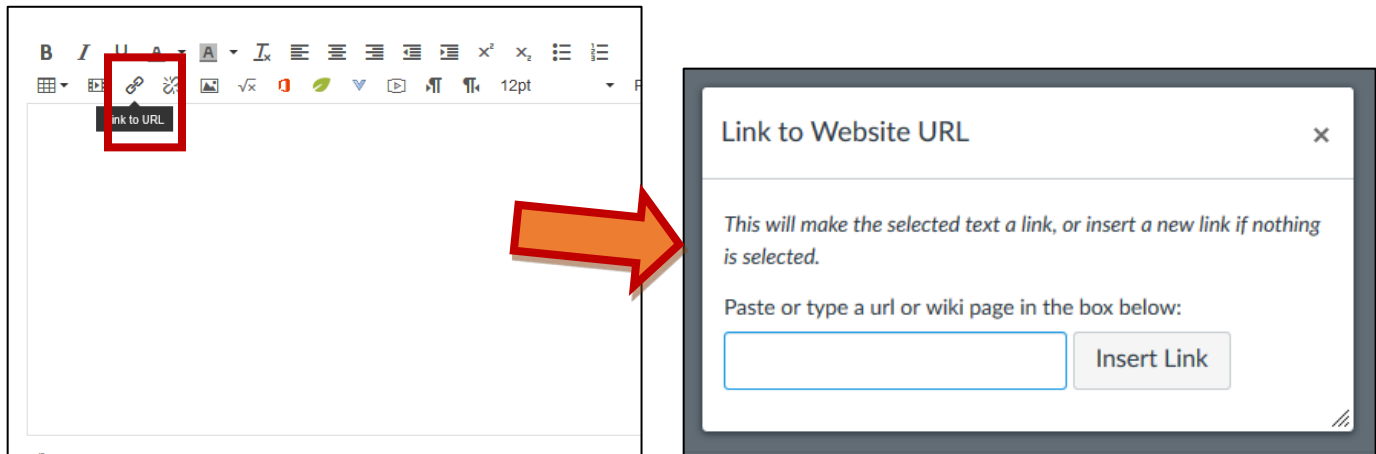 B I U A A Tx x² x₂
√x 12pt
ink to URL
Link to Website URL ×
This will make the selected text a link, or insert a new link if nothing
is selected.
Paste or type a url or wiki page in the box below:
Insert Link